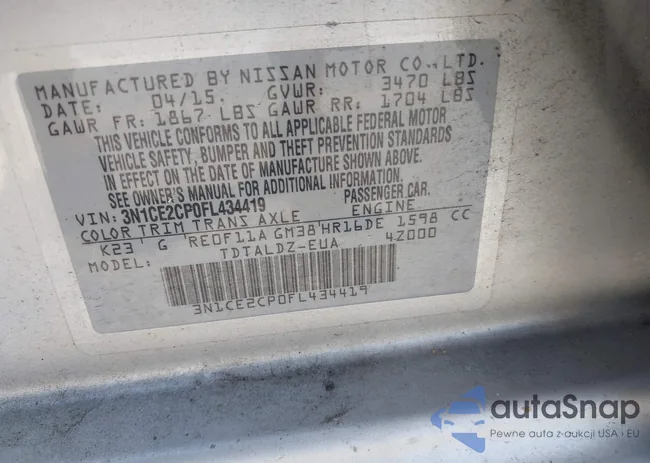 MANUFACTURED BY NISSAN MOTOR CO.,LTD.
DATE: 04/15. GVWR: 3470 LBS
GAWR FR: 1867 LBS GAWR RR: 1704 LBS
THIS VEHICLE CONFORMS TO ALL APPLICABLE FEDERAL MOTOR
VEHICLE SAFETY, BUMPER AND THEFT PREVENTION STANDARDS
IN EFFECT ON THE DATE OF MANUFACTURE SHOWN ABOVE.
SEE OWNER'S MANUAL FOR ADDITIONAL INFORMATION.
VIN: 3N1CE2CP0FL434419 PASSENGER CAR.
COLOR TRIM TRANS AXLE ENGINE
K23 G RE0F11A GM38 HR16DE 1598 CC
MODEL: TDTALDZ-EUA 4Z000
3N1CE2CP0FL434419
autaSnap
Pewne auta z aukcji USA i EU